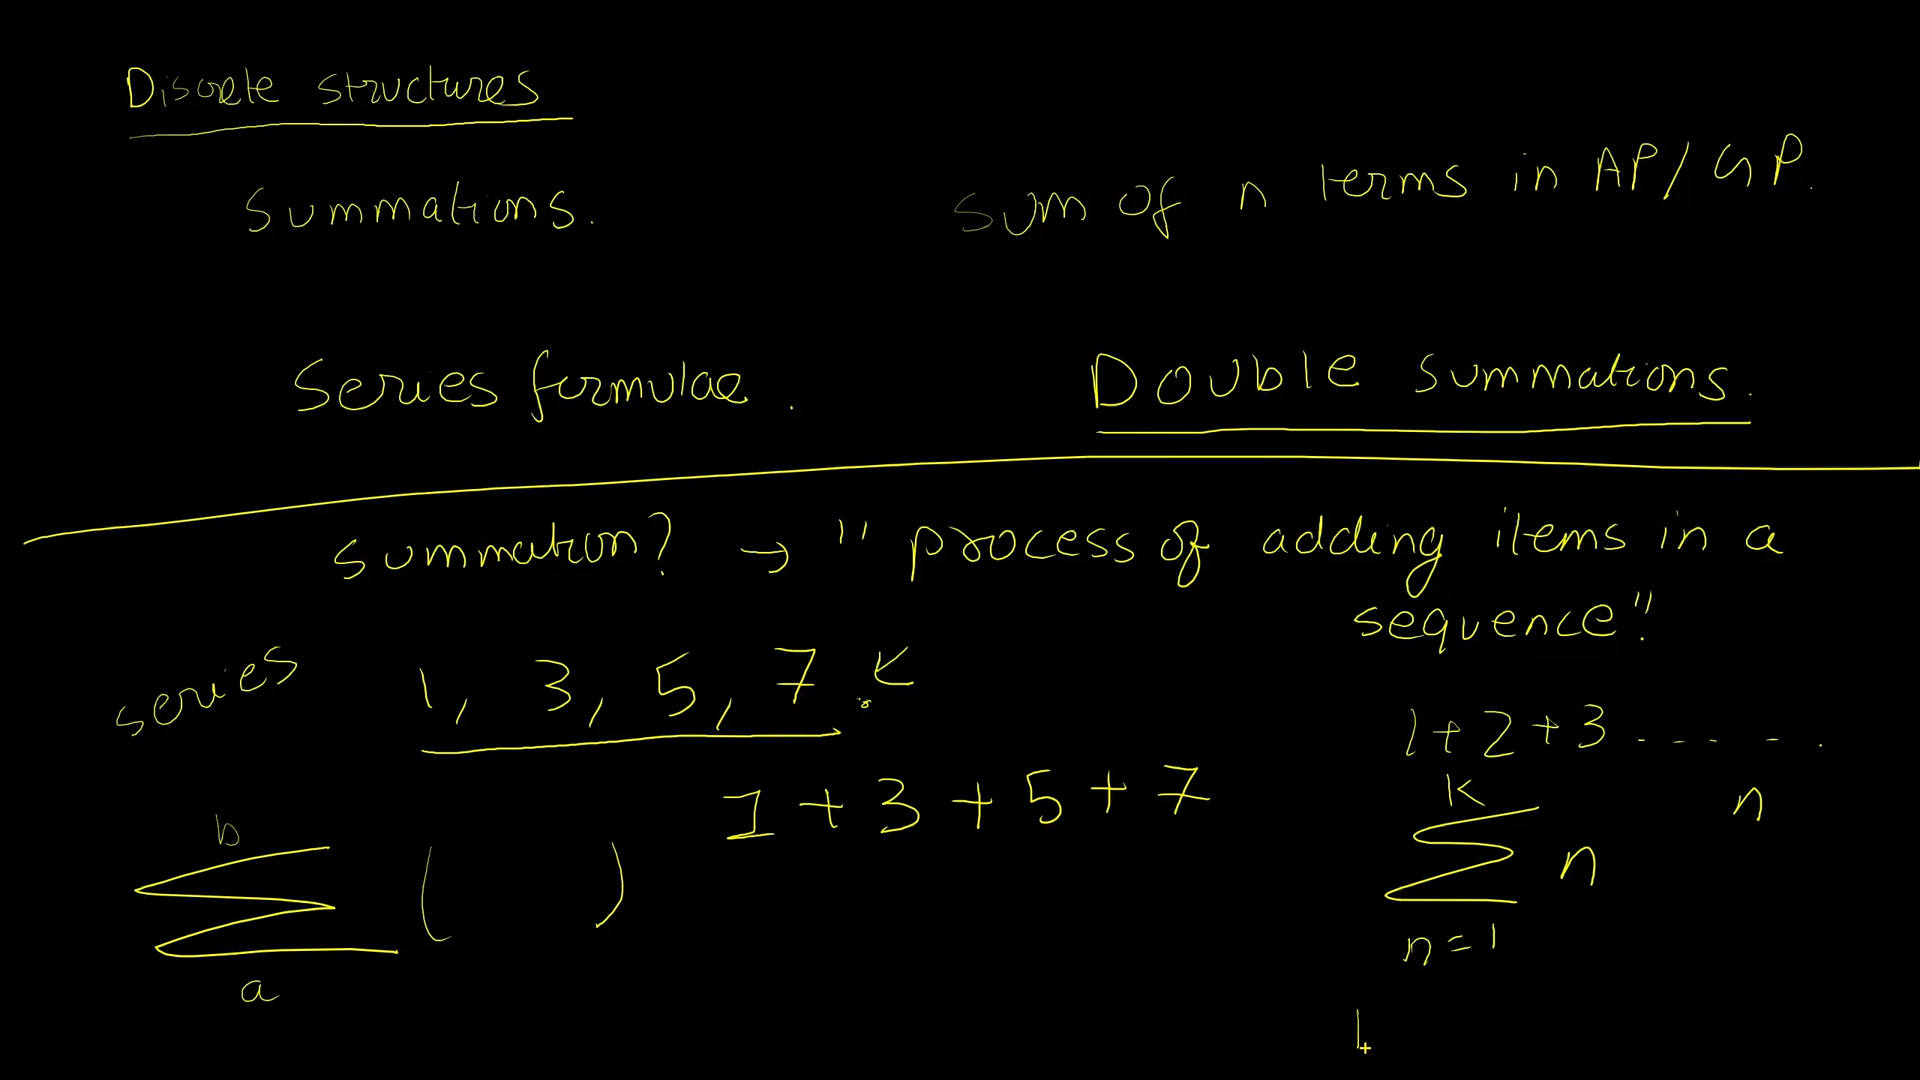 Discrete structures
Summations.
sum of n terms in AP/GP.
Series formulae.
Double summations.
summation? → "process of adding items in a
sequence"
series
1, 3, 5, 7
1+2+3 . . . . . .
1 + 3 + 5 + 7
b
∑ ( )
a
K
n
∑ n
n=1
1